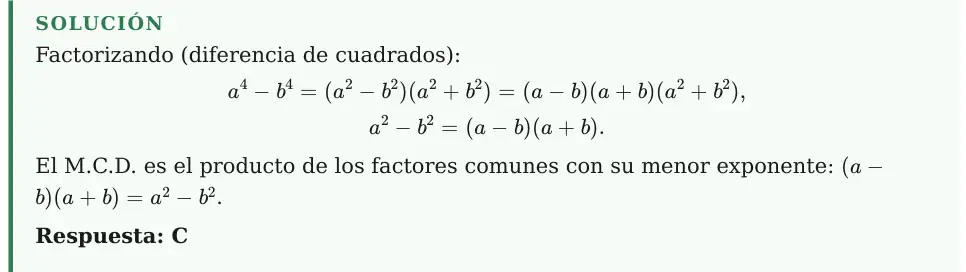 SOLUCIÓN
Factorizando (diferencia de cuadrados):
a⁴ − b⁴ = (a² − b²)(a² + b²) = (a − b)(a + b)(a² + b²),
a² − b² = (a − b)(a + b).
El M.C.D. es el producto de los factores comunes con su menor exponente: (a −
b)(a + b) = a² − b².
Respuesta: C